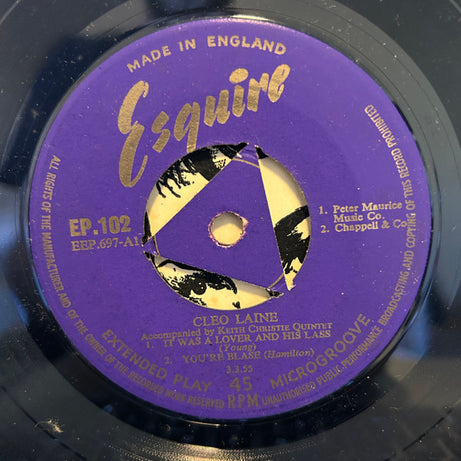 MADE IN ENGLAND
Esquire
EP.102
EEP.697-A1
1. Peter Maurice Music Co.
2. Chappell & Co.
CLEO LAINE
Accompanied by KEITH CHRISTIE QUINTET
1. IT WAS A LOVER AND HIS LASS
(Young)
2. YOU'RE BLASE (Hamilton)
3.3.55
EXTENDED PLAY 45 RPM MICROGROOVE
ALL RIGHTS OF THE MANUFACTURER AND OF THE OWNER OF THE RECORDED WORK RESERVED
UNAUTHORISED PUBLIC PERFORMANCE BROADCASTING AND COPYING OF THIS RECORD PROHIBITED